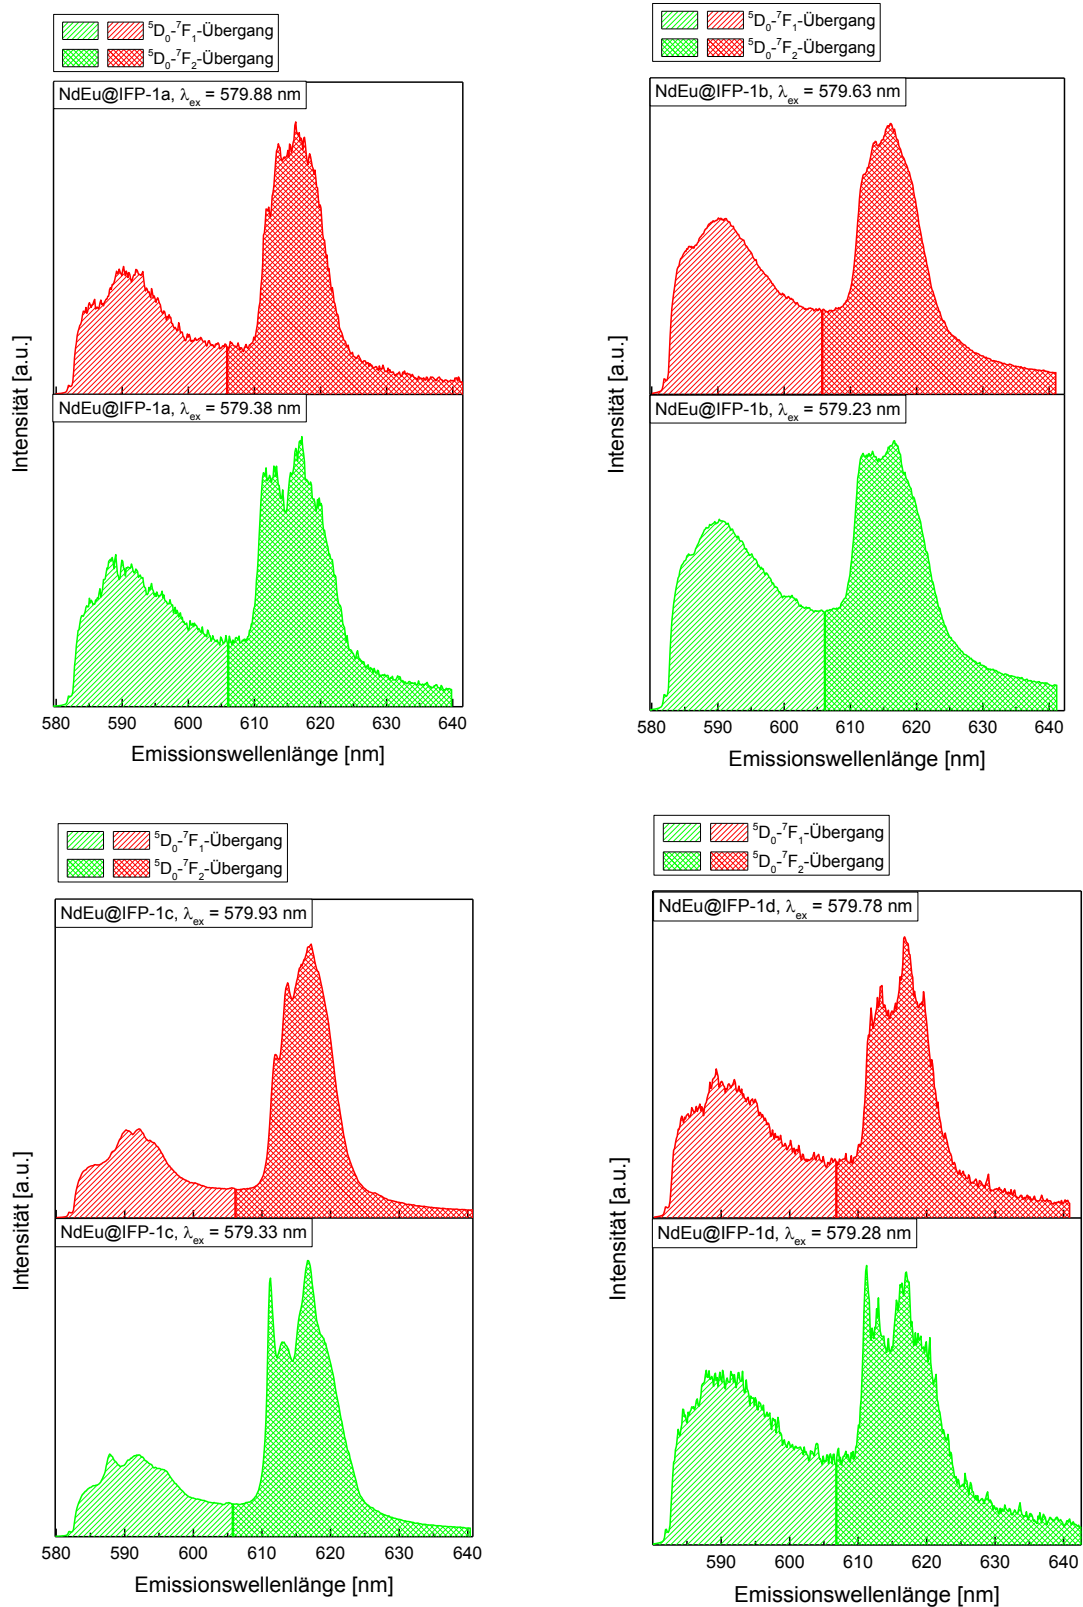 ⁵D₀-⁷F₁-Übergang
⁵D₀-⁷F₂-Übergang
NdEu@IFP-1a, λex = 579.88 nm
NdEu@IFP-1a, λex = 579.38 nm
Intensität [a.u.]
580 590 600 610 620 630 640
Emissionswellenlänge [nm]
⁵D₀-⁷F₁-Übergang
⁵D₀-⁷F₂-Übergang
NdEu@IFP-1b, λex = 579.63 nm
NdEu@IFP-1b, λex = 579.23 nm
Intensität [a.u.]
580 590 600 610 620 630 640
Emissionswellenlänge [nm]
⁵D₀-⁷F₁-Übergang
⁵D₀-⁷F₂-Übergang
NdEu@IFP-1c, λex = 579.93 nm
NdEu@IFP-1c, λex = 579.33 nm
Intensität [a.u.]
580 590 600 610 620 630 640
Emissionswellenlänge [nm]
⁵D₀-⁷F₁-Übergang
⁵D₀-⁷F₂-Übergang
NdEu@IFP-1d, λex = 579.78 nm
NdEu@IFP-1d, λex = 579.28 nm
Intensität [a.u.]
590 600 610 620 630 640
Emissionswellenlänge [nm]